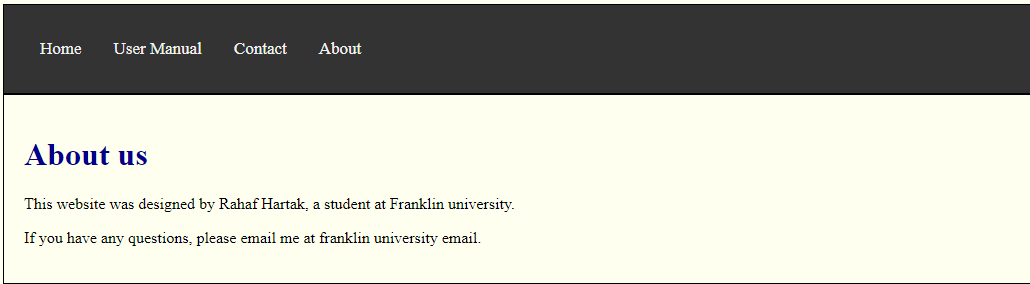 Home User Manual Contact About
About us
This website was designed by Rahaf Hartak, a student at Franklin university.
If you have any questions, please email me at franklin university email.